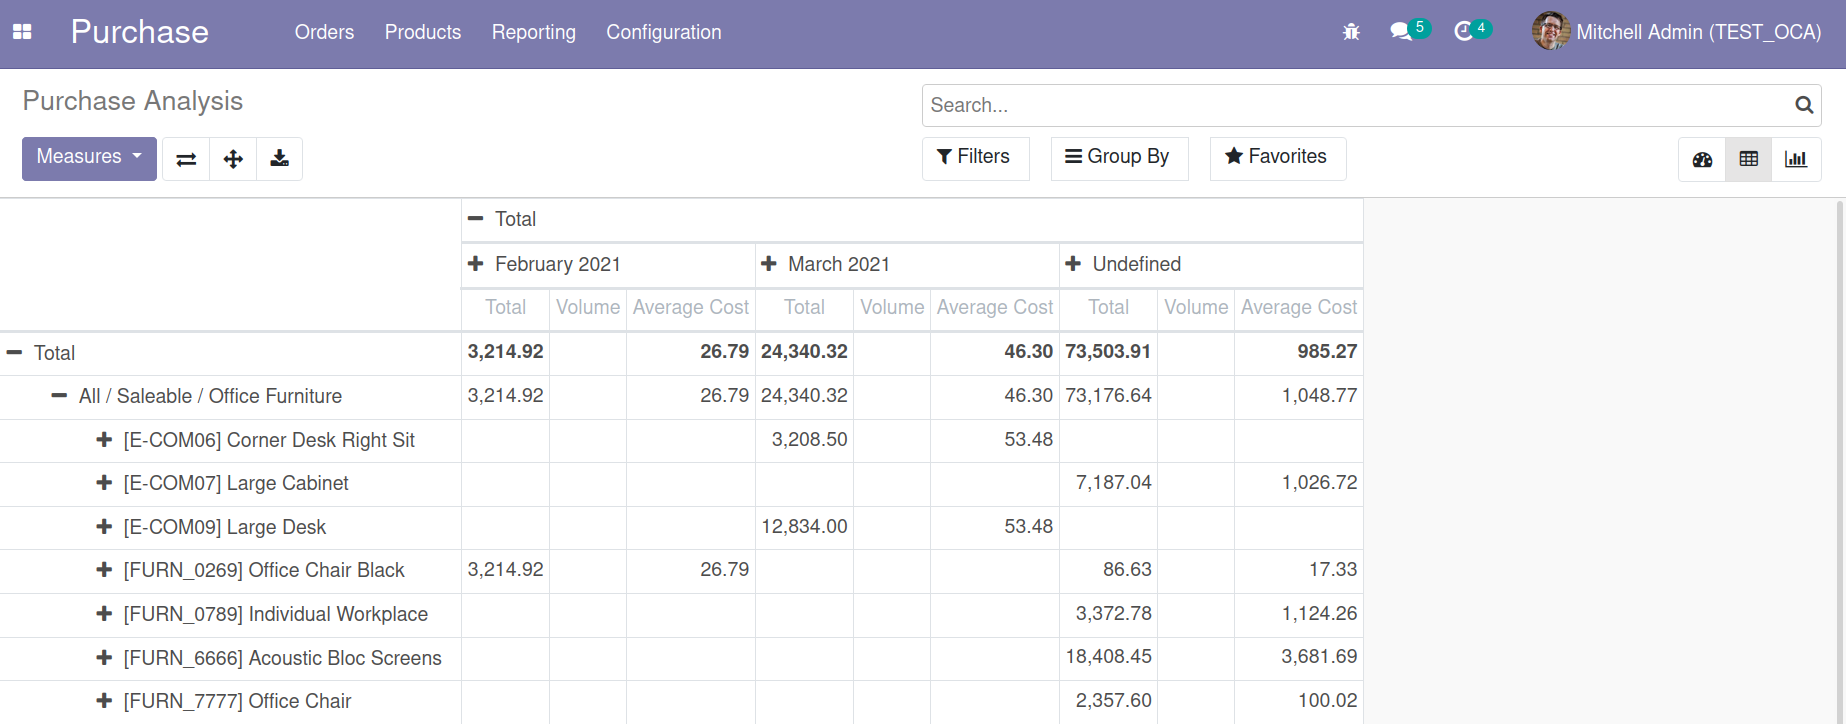 Purchase Orders Products Reporting Configuration 5 4 Mitchell Admin (TEST_OCA)
Purchase Analysis Search...
Measures Filters Group By Favorites
Total
February 2021 March 2021 Undefined
Total Volume Average Cost Total Volume Average Cost Total Volume Average Cost
Total 3,214.92 26.79 24,340.32 46.30 73,503.91 985.27
All / Saleable / Office Furniture 3,214.92 26.79 24,340.32 46.30 73,176.64 1,048.77
[E-COM06] Corner Desk Right Sit 3,208.50 53.48
[E-COM07] Large Cabinet 7,187.04 1,026.72
[E-COM09] Large Desk 12,834.00 53.48
[FURN_0269] Office Chair Black 3,214.92 26.79 86.63 17.33
[FURN_0789] Individual Workplace 3,372.78 1,124.26
[FURN_6666] Acoustic Bloc Screens 18,408.45 3,681.69
[FURN_7777] Office Chair 2,357.60 100.02